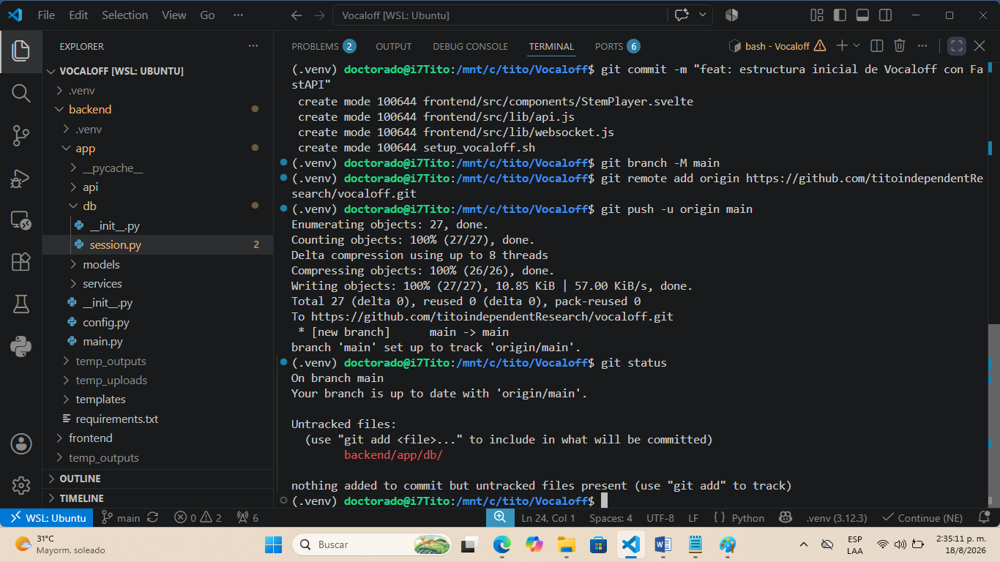 File Edit Selection View Go ···
Vocaloff [WSL: Ubuntu]
EXPLORER
VOCALOFF [WSL: UBUNTU]
.venv
backend
.venv
app
__pycache__
api
db
__init__.py
session.py 2
models
services
__init__.py
config.py
main.py
temp_outputs
temp_uploads
templates
requirements.txt
frontend
temp_outputs
OUTLINE
TIMELINE
PROBLEMS 2 OUTPUT DEBUG CONSOLE TERMINAL PORTS 6
bash - Vocaloff
(.venv) doctorado@i7Tito:/mnt/c/tito/Vocaloff$ git commit -m "feat: estructura inicial de Vocaloff con Fa
stAPI"
create mode 100644 frontend/src/components/StemPlayer.svelte
create mode 100644 frontend/src/lib/api.js
create mode 100644 frontend/src/lib/websocket.js
create mode 100644 setup_vocaloff.sh
(.venv) doctorado@i7Tito:/mnt/c/tito/Vocaloff$ git branch -M main
(.venv) doctorado@i7Tito:/mnt/c/tito/Vocaloff$ git remote add origin https://github.com/titoindependentRe
search/vocaloff.git
(.venv) doctorado@i7Tito:/mnt/c/tito/Vocaloff$ git push -u origin main
Enumerating objects: 27, done.
Counting objects: 100% (27/27), done.
Delta compression using up to 8 threads
Compressing objects: 100% (26/26), done.
Writing objects: 100% (27/27), 10.85 KiB | 57.00 KiB/s, done.
Total 27 (delta 0), reused 0 (delta 0), pack-reused 0
To https://github.com/titoindependentResearch/vocaloff.git
* [new branch]      main -> main
branch 'main' set up to track 'origin/main'.
(.venv) doctorado@i7Tito:/mnt/c/tito/Vocaloff$ git status
On branch main
Your branch is up to date with 'origin/main'.
Untracked files:
(use "git add <file>..." to include in what will be committed)
backend/app/db/
nothing added to commit but untracked files present (use "git add" to track)
(.venv) doctorado@i7Tito:/mnt/c/tito/Vocaloff$
WSL: Ubuntu main 0 2 6 Ln 24, Col 1 Spaces: 4 UTF-8 LF {} Python .venv (3.12.3) Continue (NE)
31°C
Mayorm. soleado
Buscar
ESP
LAA
2:35:11 p. m.
18/8/2026